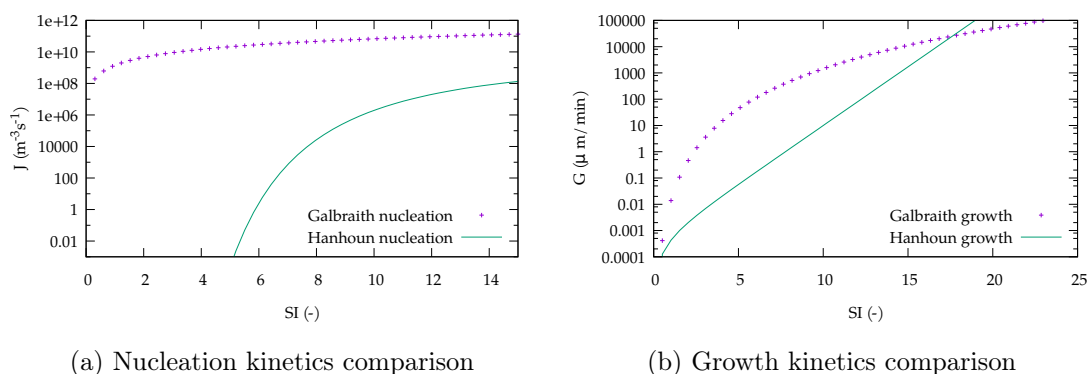 1e+12
1e+10
1e+08
1e+06
10000
100
1
0.01
J (m⁻³s⁻¹)
Galbraith nucleation
Hanhoun nucleation
0 2 4 6 8 10 12 14
SI (-)
(a) Nucleation kinetics comparison
100000
10000
1000
100
10
1
0.1
0.01
0.001
0.0001
G (μ m/ min)
Galbraith growth
Hanhoun growth
0 5 10 15 20 25
SI (-)
(b) Growth kinetics comparison